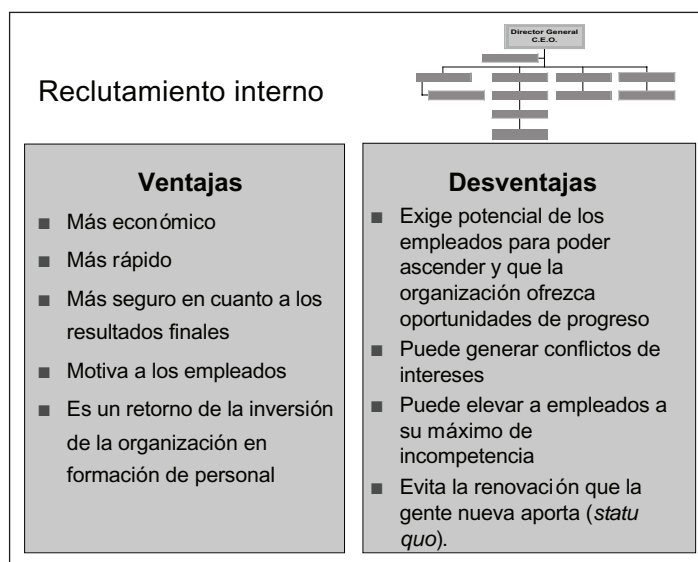 Director General
C.E.O.
Reclutamiento interno
Ventajas
■ Más económico
■ Más rápido
■ Más seguro en cuanto a los
resultados finales
■ Motiva a los empleados
■ Es un retorno de la inversión
de la organización en
formación de personal
Desventajas
■ Exige potencial de los
empleados para poder
ascender y que la
organización ofrezca
oportunidades de progreso
■ Puede generar conflictos de
intereses
■ Puede elevar a empleados a
su máximo de
incompetencia
■ Evita la renovación que la
gente nueva aporta (statu
quo).